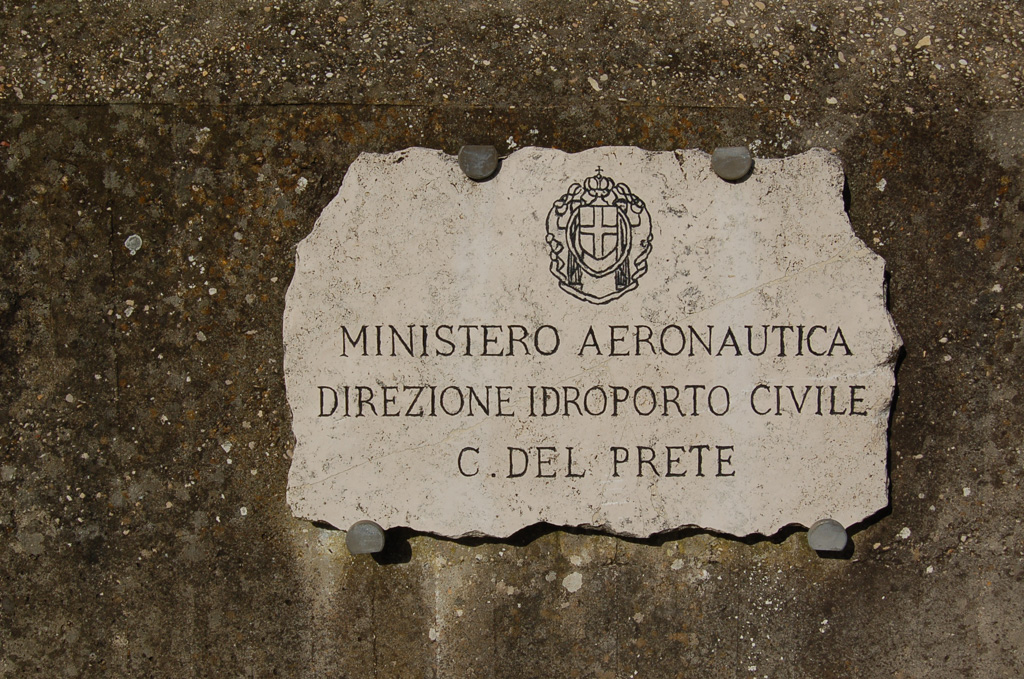 MINISTERO AERONAUTICA
DIREZIONE IDROPORTO CIVILE
C. DEL PRETE